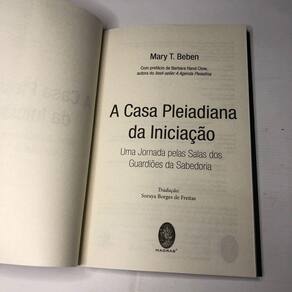 Mary T. Beben
Com prefácio de Barbara Hand Clow,
autora do best-seller A Agenda Pleiadiana
A Casa Pleiadiana
da Iniciação
Uma Jornada pelas Salas dos
Guardiões da Sabedoria
Tradução:
Soraya Borges de Freitas
MADRAS